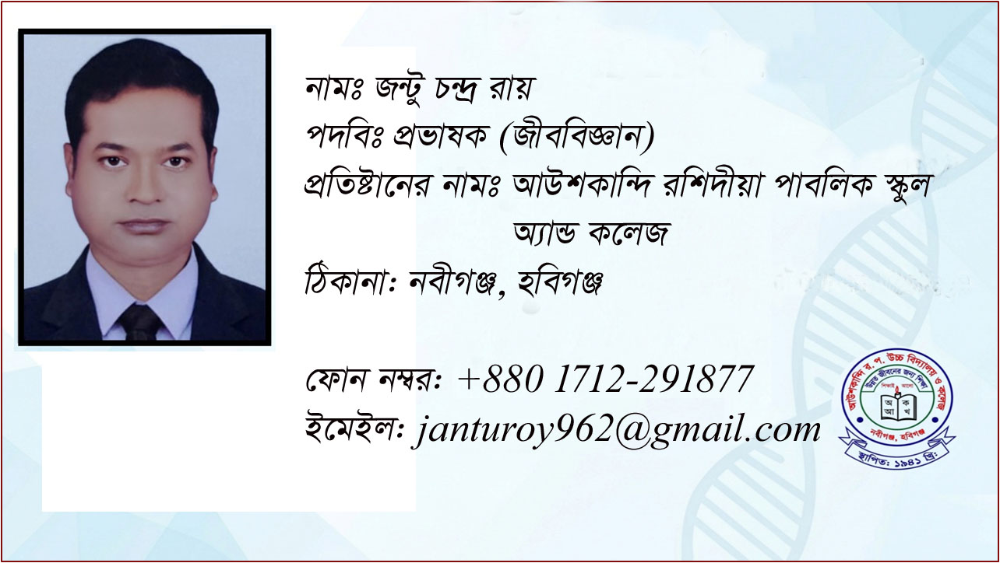 নামঃ জন্টু চন্দ্র রায়
পদবিঃ প্রভাষক (জীববিজ্ঞান)
প্রতিষ্টানের নামঃ আউশকান্দি রশিদীয়া পাবলিক স্কুল
অ্যান্ড কলেজ
ঠিকানা: নবীগঞ্জ, হবিগঞ্জ
ফোন নম্বর: +880 1712-291877
ইমেইল: janturoy962@gmail.com
আউশকান্দি র. প. উচ্চ বিদ্যালয় ও কলেজ
উন্নত জীবনের জন্য শিক্ষা
শিক্ষাই আলো
অ ক
আ খ
নবীগঞ্জ, হবিগঞ্জ
স্থাপিত: ১৯৪১ খ্রি: